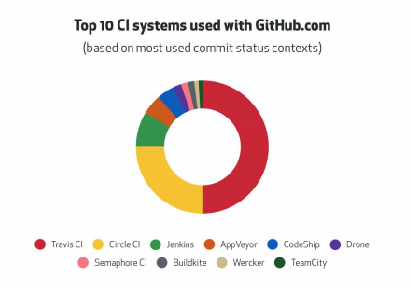 Top 10 CI systems used with GitHub.com
(based on most used commit status contexts)
Travis CI Circle CI Jenkins AppVeyor CodeShip Drone
Semaphore CI Buildkite Wercker TeamCity